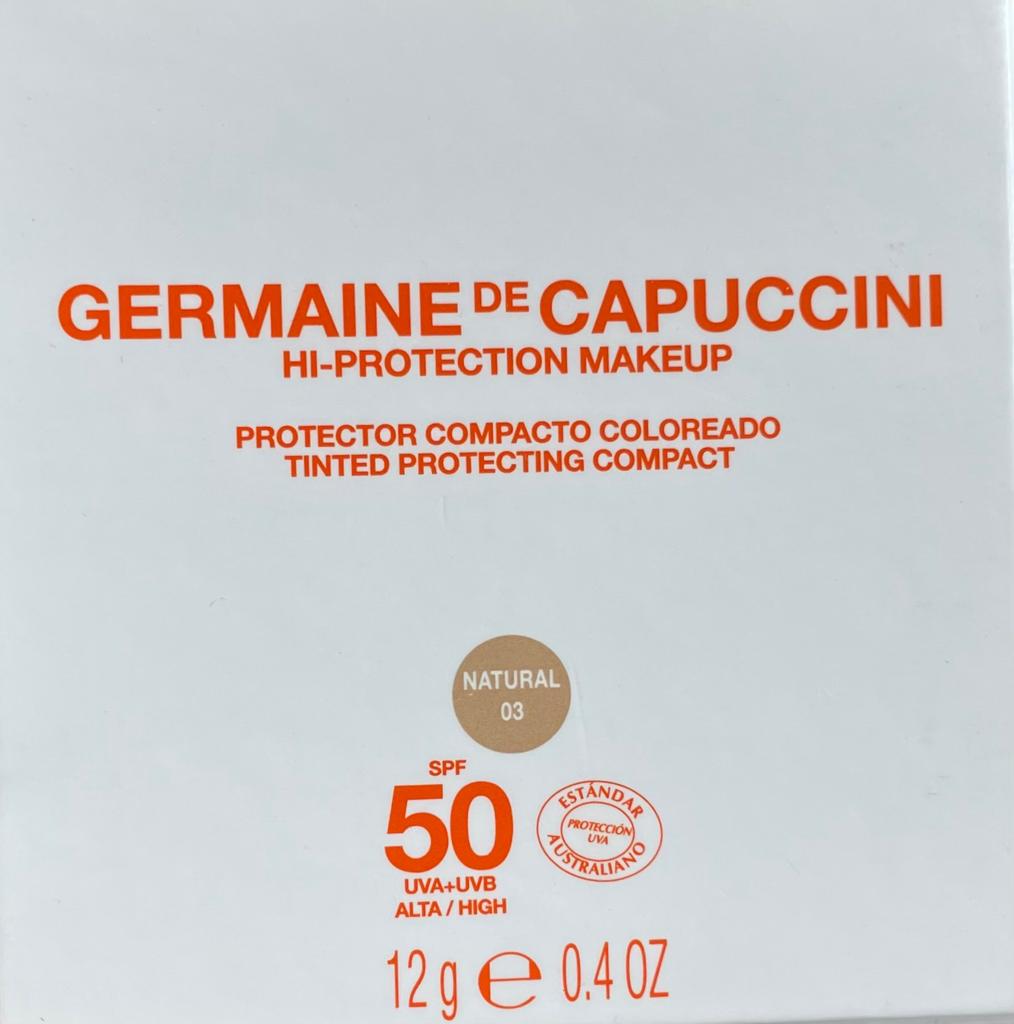 GERMAINE DE CAPUCCINI
HI-PROTECTION MAKEUP
PROTECTOR COMPACTO COLOREADO
TINTED PROTECTING COMPACT
NATURAL
03
SPF
50
UVA+UVB
ALTA / HIGH
ESTÁNDAR
PROTECCIÓN
UVA
AUSTRALIANO
12 g e 0.4 OZ